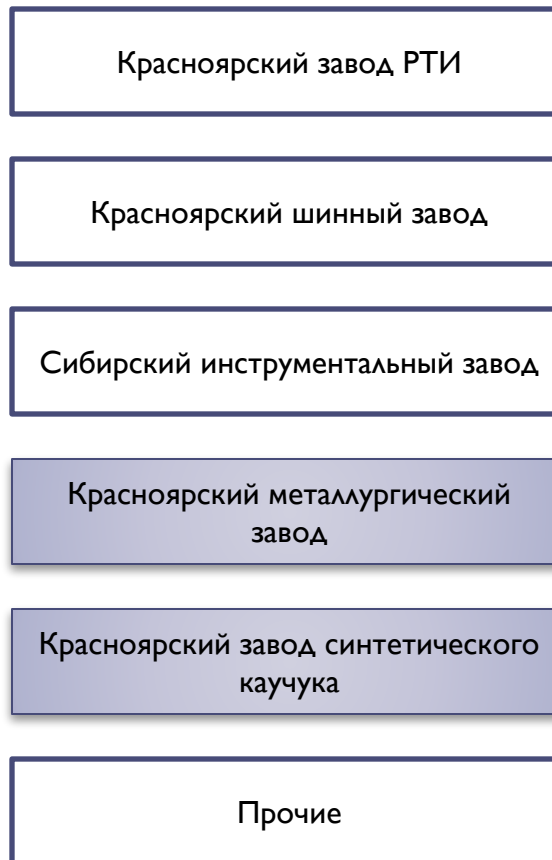 Красноярский завод РТИ
Красноярский шинный завод
Сибирский инструментальный завод
Красноярский металлургический
завод
Красноярский завод синтетического
каучука
Прочие